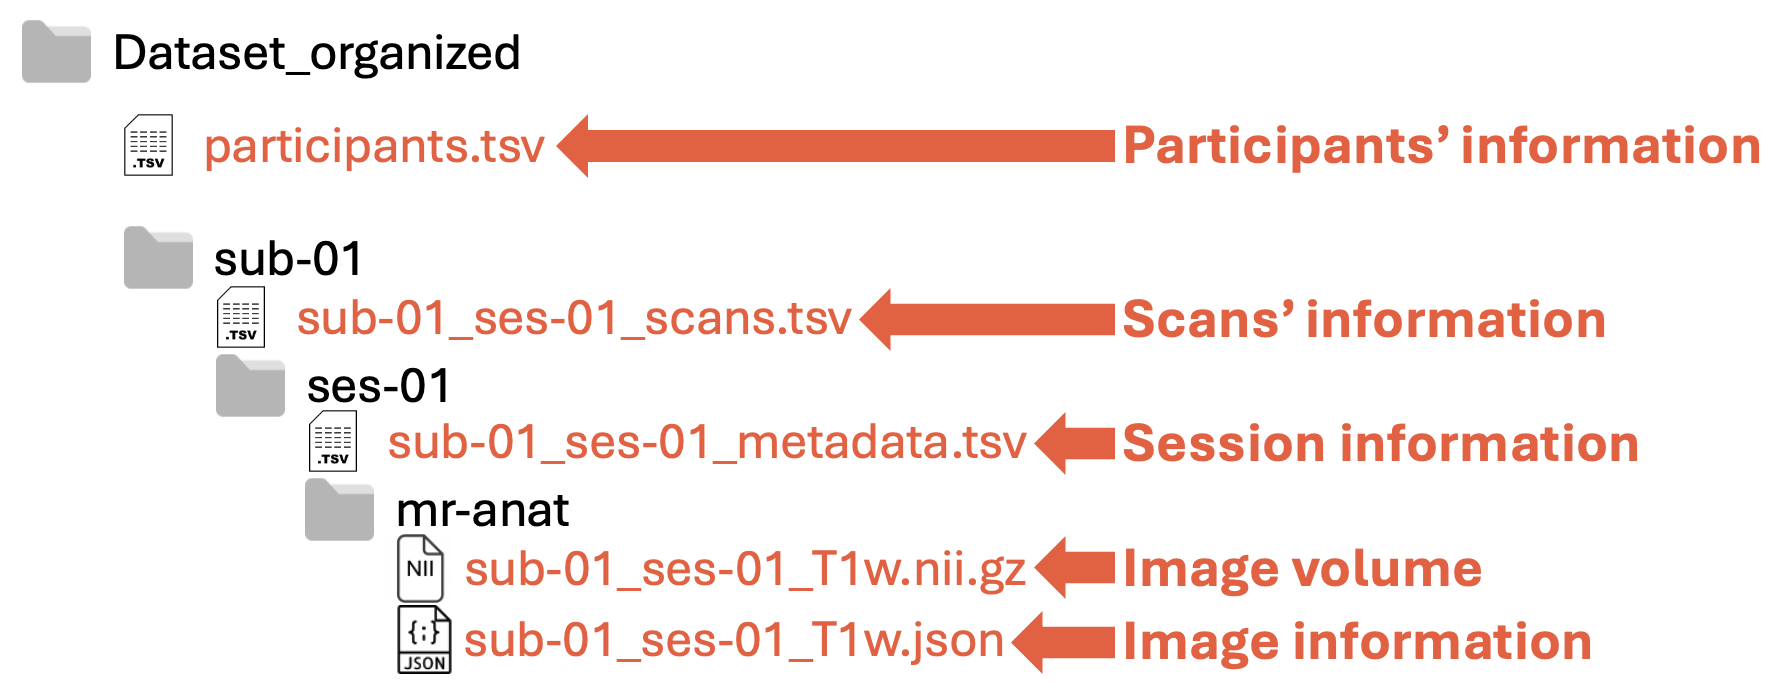 Dataset_organized
.TSV participants.tsv Participants’ information
sub-01
.TSV sub-01_ses-01_scans.tsv Scans’ information
ses-01
.TSV sub-01_ses-01_metadata.tsv Session information
mr-anat
NII sub-01_ses-01_T1w.nii.gz Image volume
{;} JSON sub-01_ses-01_T1w.json Image information